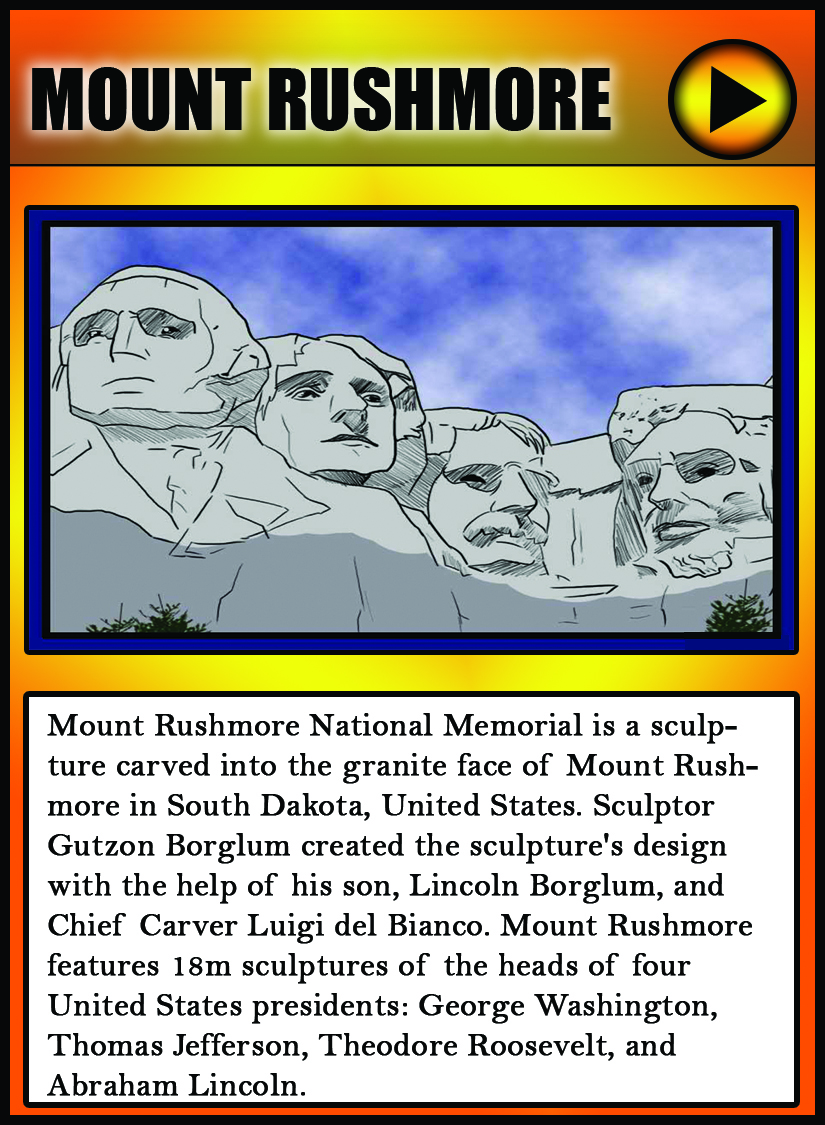 MOUNT RUSHMORE
Mount Rushmore National Memorial is a sculp-
ture carved into the granite face of Mount Rush-
more in South Dakota, United States. Sculptor
Gutzon Borglum created the sculpture's design
with the help of his son, Lincoln Borglum, and
Chief Carver Luigi del Bianco. Mount Rushmore
features 18m sculptures of the heads of four
United States presidents: George Washington,
Thomas Jefferson, Theodore Roosevelt, and
Abraham Lincoln.